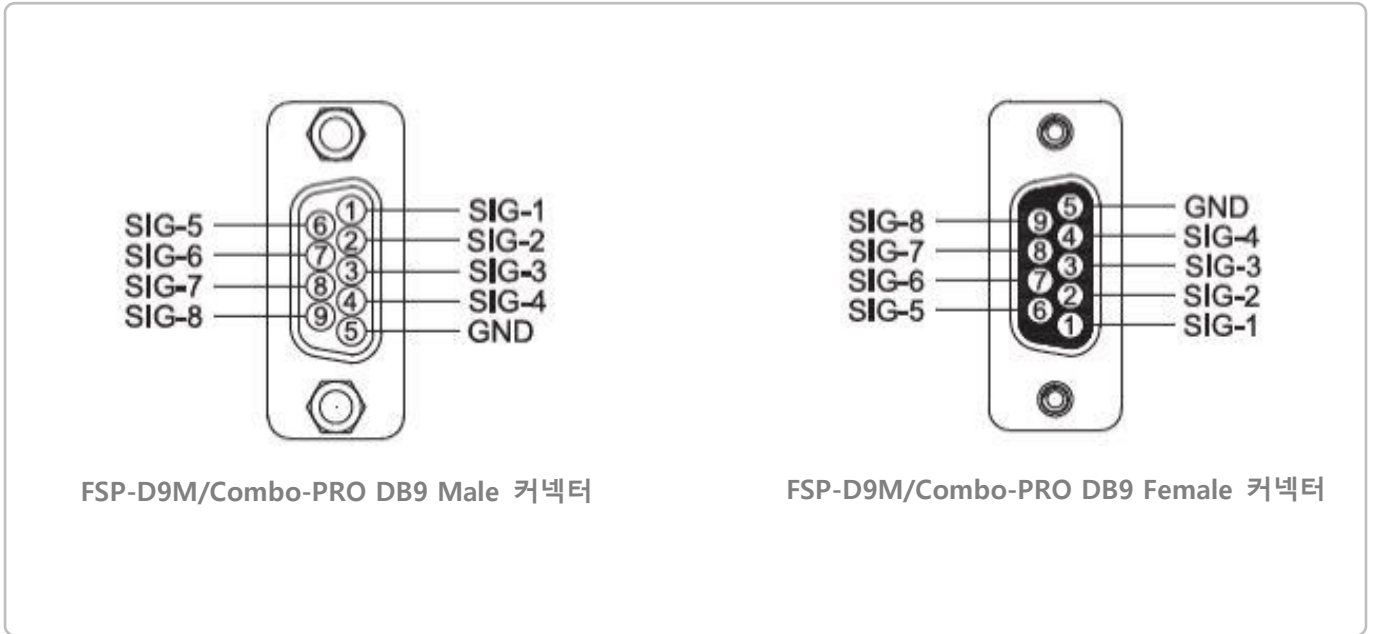 SIG-5
SIG-6
SIG-7
SIG-8
6
7
8
9
1
2
3
4
5
SIG-1
SIG-2
SIG-3
SIG-4
GND
FSP-D9M/Combo-PRO DB9 Male 커넥터
SIG-8
SIG-7
SIG-6
SIG-5
9
8
7
6
5
4
3
2
1
GND
SIG-4
SIG-3
SIG-2
SIG-1
FSP-D9M/Combo-PRO DB9 Female 커넥터